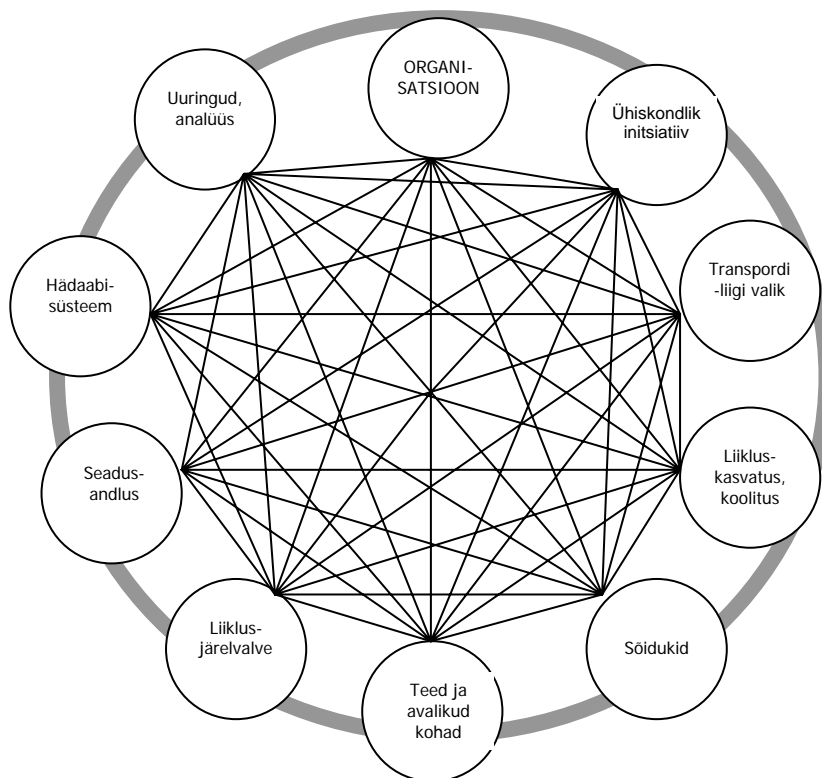 ORGANI-
SATSIOON
Ühiskondlik
initsiatiiv
Transpordi
-liigi valik
Liiklus-
kasvatus,
koolitus
Sõidukid
Teed ja
avalikud
kohad
Liiklus-
järelvalve
Seadus-
andlus
Hädaabi-
süsteem
Uuringud,
analüüs